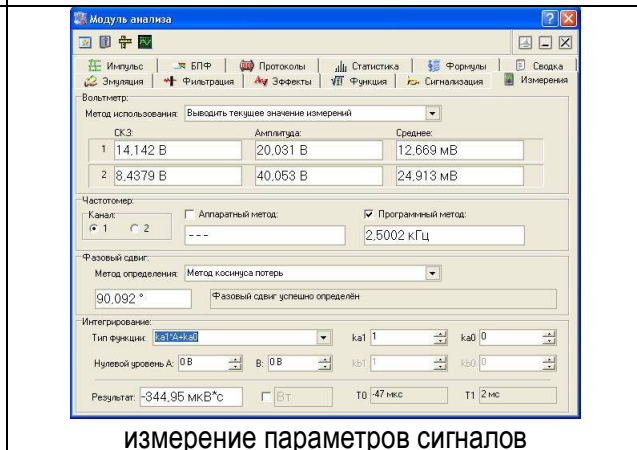 Модуль анализа
Импульс БПФ Протоколы Статистика Формулы Сводка
Эмуляция Фильтрация Эффекты Функция Сигнализация Измерения
Вольтметр:
Метод использования: Выводить текущее значение измерений
СКЗ: Амплитуда: Среднее:
1 14,142 В 20,031 В 12,669 мВ
2 8,4379 В 40,053 В 24,913 мВ
Частотомер:
Канал: Аппаратный метод: Программный метод:
1 2 --- 2,5002 кГц
Фазовый сдвиг:
Метод определения: Метод косинуса потерь
90,092 ° Фазовый сдвиг успешно определён
Интегрирование:
Тип функции: ka1*A+ka0 ka1 1 ka0 0
Нулевой уровень А: 0 В В: 0 В kb1 1 kb0 0
Результат: -344,95 мкВ*с Вт T0 -47 мкс T1 2 мс
измерение параметров сигналов